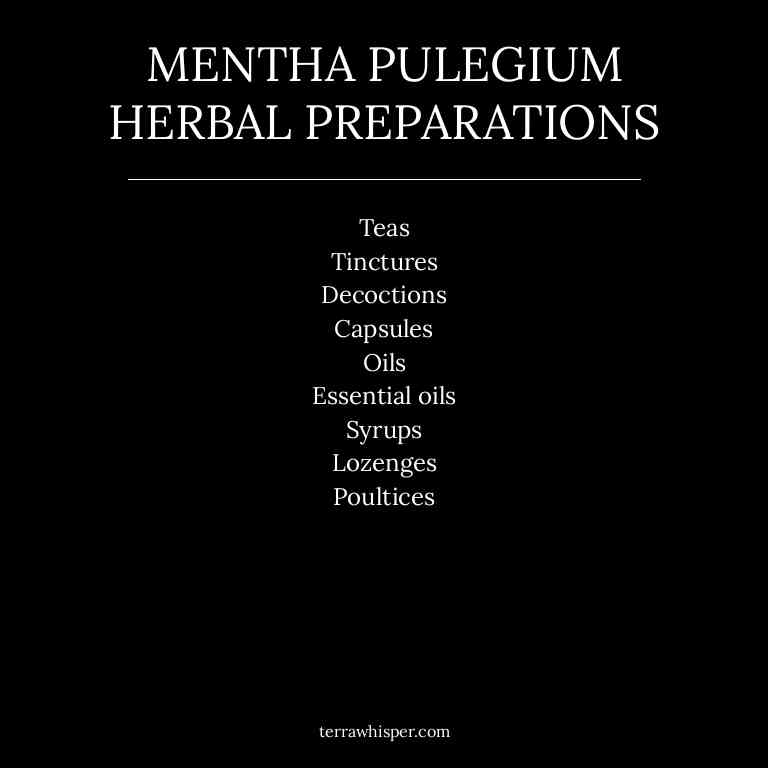 MENTHA PULEGIUM
HERBAL PREPARATIONS
Teas
Tinctures
Decoctions
Capsules
Oils
Essential oils
Syrups
Lozenges
Poultices
terrawhisper.com